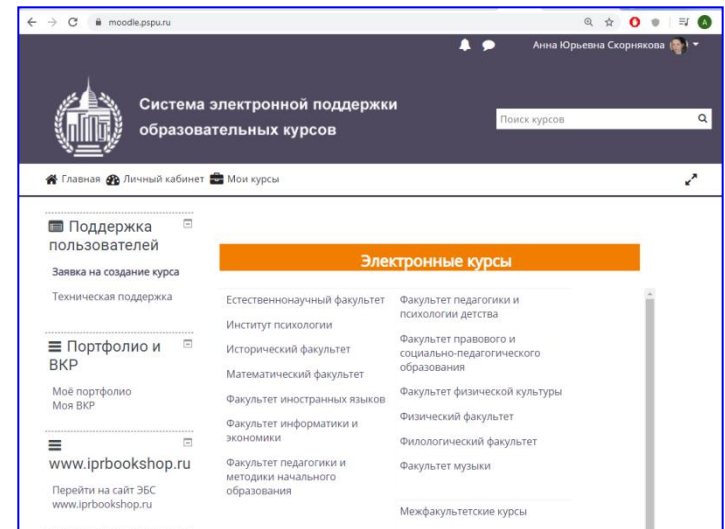 moodle.pspu.ru
Анна Юрьевна Скорнякова
Система электронной поддержки
образовательных курсов
Поиск курсов
Главная Личный кабинет Мои курсы
Поддержка
пользователей
Заявка на создание курса
Техническая поддержка
Портфолио и
ВКР
Моё портфолио
Моя ВКР
www.iprbookshop.ru
Перейти на сайт ЭБС
www.iprbookshop.ru
Электронные курсы
Естественнонаучный факультет
Институт психологии
Исторический факультет
Математический факультет
Факультет иностранных языков
Факультет информатики и
экономики
Факультет педагогики и
методики начального
образования
Факультет педагогики и
психологии детства
Факультет правового и
социально-педагогического
образования
Факультет физической культуры
Физический факультет
Филологический факультет
Факультет музыки
Межфакультетские курсы